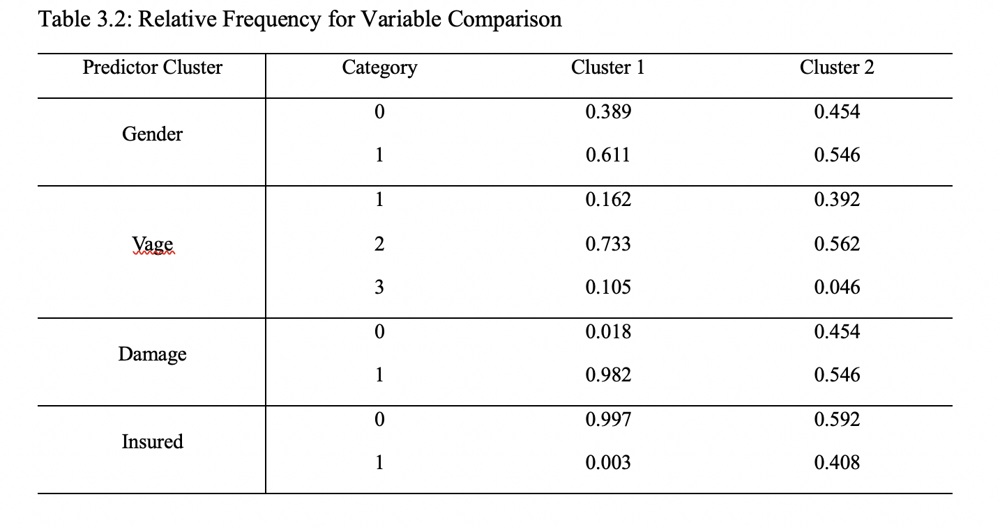 Table 3.2: Relative Frequency for Variable Comparison
Predictor Cluster Category Cluster 1 Cluster 2
Gender
0 0.389 0.454
1 0.611 0.546
Vage
1 0.162 0.392
2 0.733 0.562
3 0.105 0.046
Damage
0 0.018 0.454
1 0.982 0.546
Insured
0 0.997 0.592
1 0.003 0.408